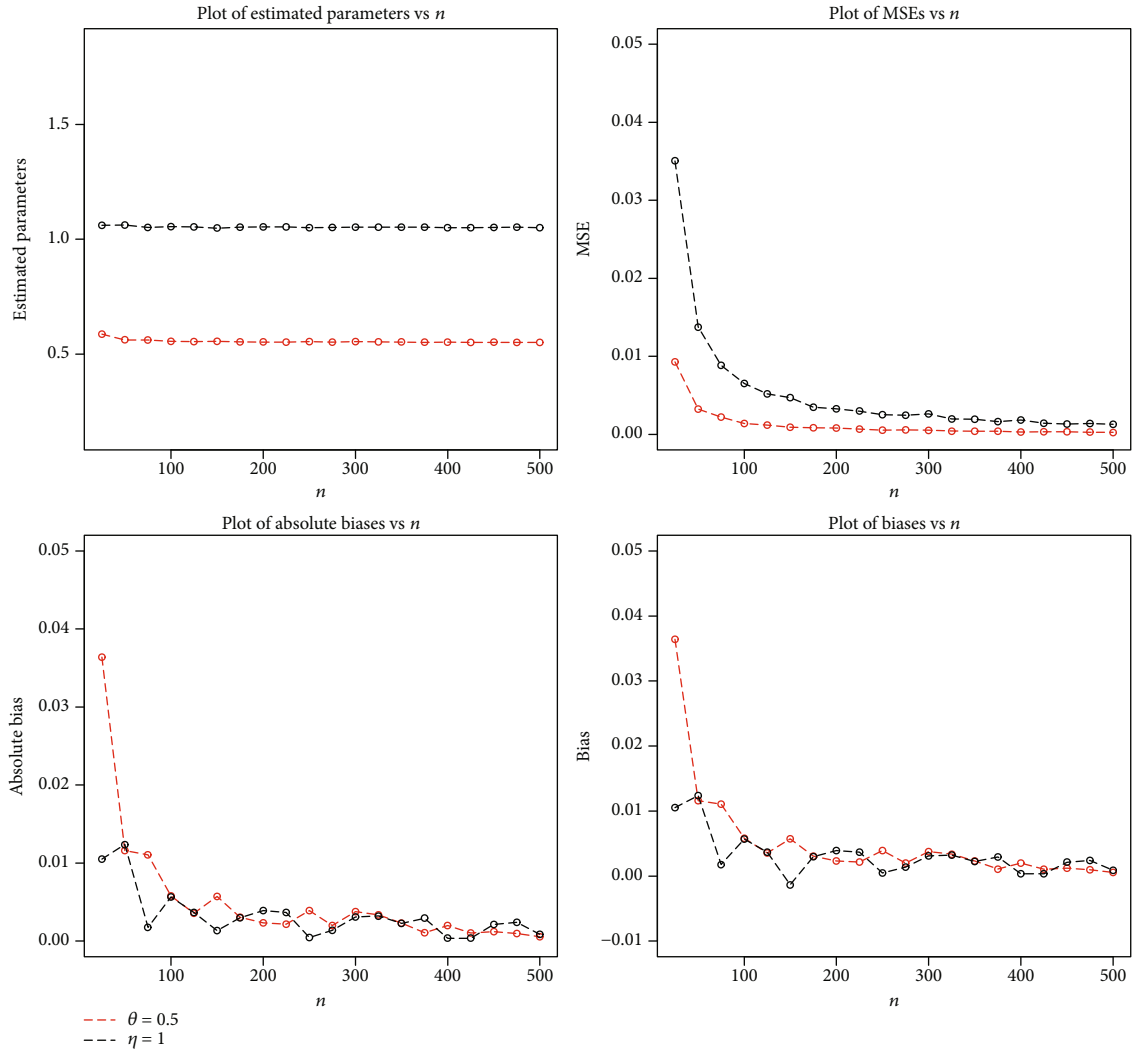 Plot of estimated parameters vs n
Estimated parameters
1.5
1.0
0.5
100 200 300 400 500
n
Plot of MSEs vs n
MSE
0.05
0.04
0.03
0.02
0.01
0.00
100 200 300 400 500
n
Plot of absolute biases vs n
Absolute bias
0.05
0.04
0.03
0.02
0.01
0.00
100 200 300 400 500
n
Plot of biases vs n
Bias
0.05
0.04
0.03
0.02
0.01
0.00
−0.01
100 200 300 400 500
n
θ = 0.5
η = 1